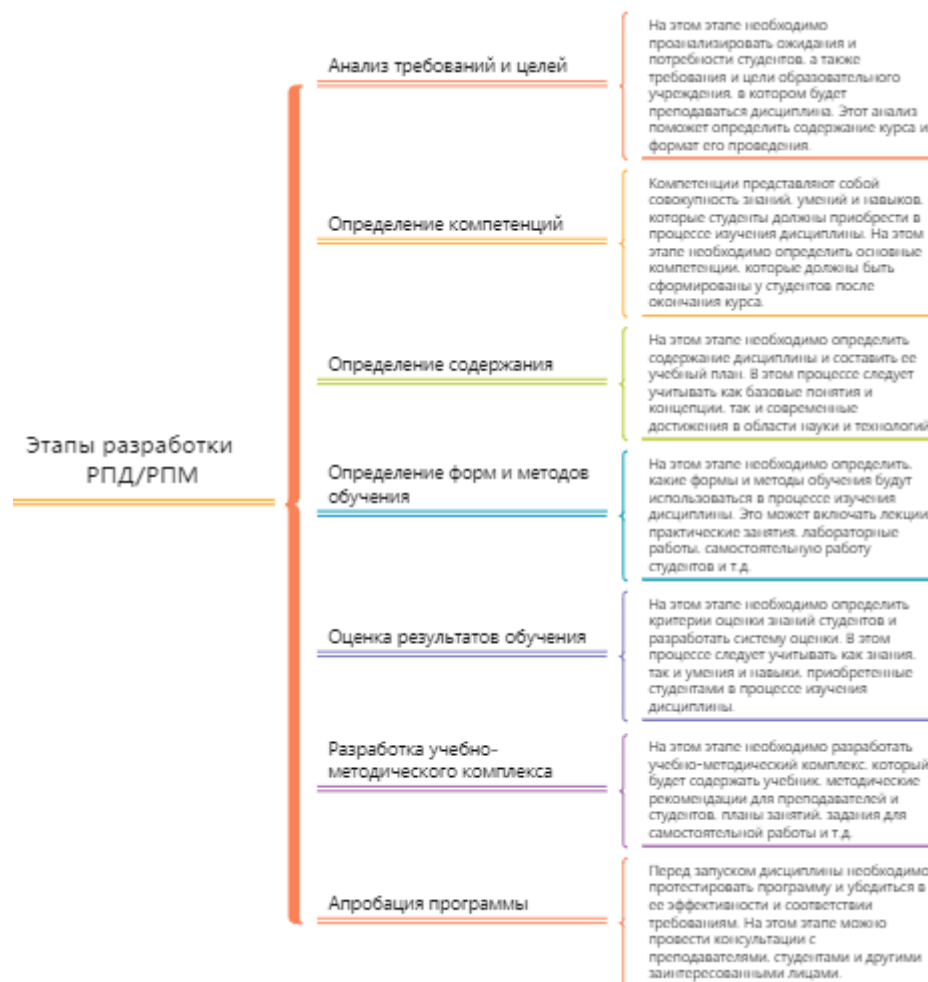 Этапы разработки
РПД/РПМ
Анализ требований и целей
На этом этапе необходимо
проанализировать ожидания и
потребности студентов, а также
требования и цели образовательного
учреждения, в котором будет
преподаваться дисциплина. Этот анализ
поможет определить содержание курса и
формат его проведения.
Определение компетенций
Компетенции представляют собой
совокупность знаний, умений и навыков,
которые студенты должны приобрести в
процессе изучения дисциплины. На этом
этапе необходимо определить основные
компетенции, которые должны быть
сформированы у студентов после
окончания курса.
Определение содержания
На этом этапе необходимо определить
содержание дисциплины и составить ее
учебный план. В этом процессе следует
учитывать как базовые понятия и
концепции, так и современные
достижения в области науки и технологий
Определение форм и методов
обучения
На этом этапе необходимо определить,
какие формы и методы обучения будут
использоваться в процессе изучения
дисциплины. Это может включать лекции
практические занятия, лабораторные
работы, самостоятельную работу
студентов и т.д.
Оценка результатов обучения
На этом этапе необходимо определить
критерии оценки знаний студентов и
разработать систему оценки. В этом
процессе следует учитывать как знания,
так и умения и навыки, приобретенные
студентами в процессе изучения
дисциплины.
Разработка учебно-
методического комплекса
На этом этапе необходимо разработать
учебно-методический комплекс, который
будет содержать учебник, методические
рекомендации для преподавателей и
студентов, планы занятий, задания для
самостоятельной работы и т.д.
Апробация программы
Перед запуском дисциплины необходимо
протестировать программу и убедиться в
ее эффективности и соответствии
требованиям. На этом этапе можно
провести консультации с
преподавателями, студентами и другими
заинтересованными лицами.